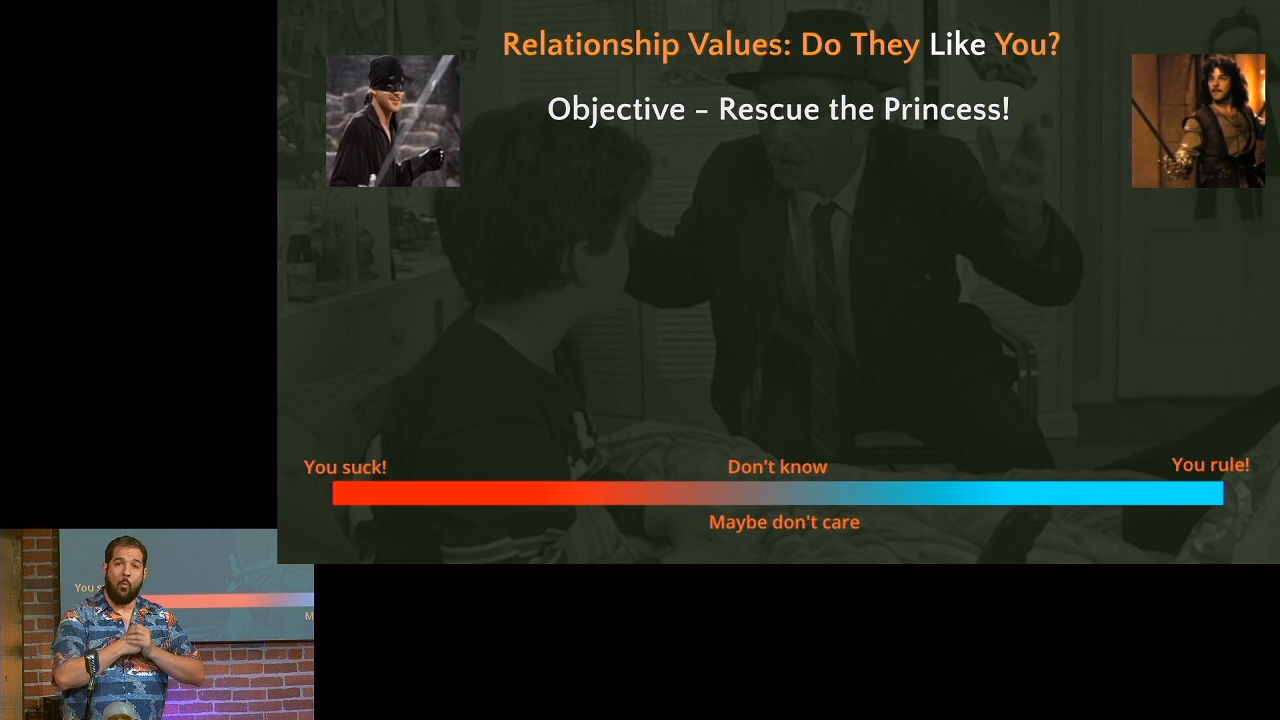 Relationship Values: Do They Like You?
Objective – Rescue the Princess!
You suck!
Don't know
You rule!
Maybe don't care
You s
M